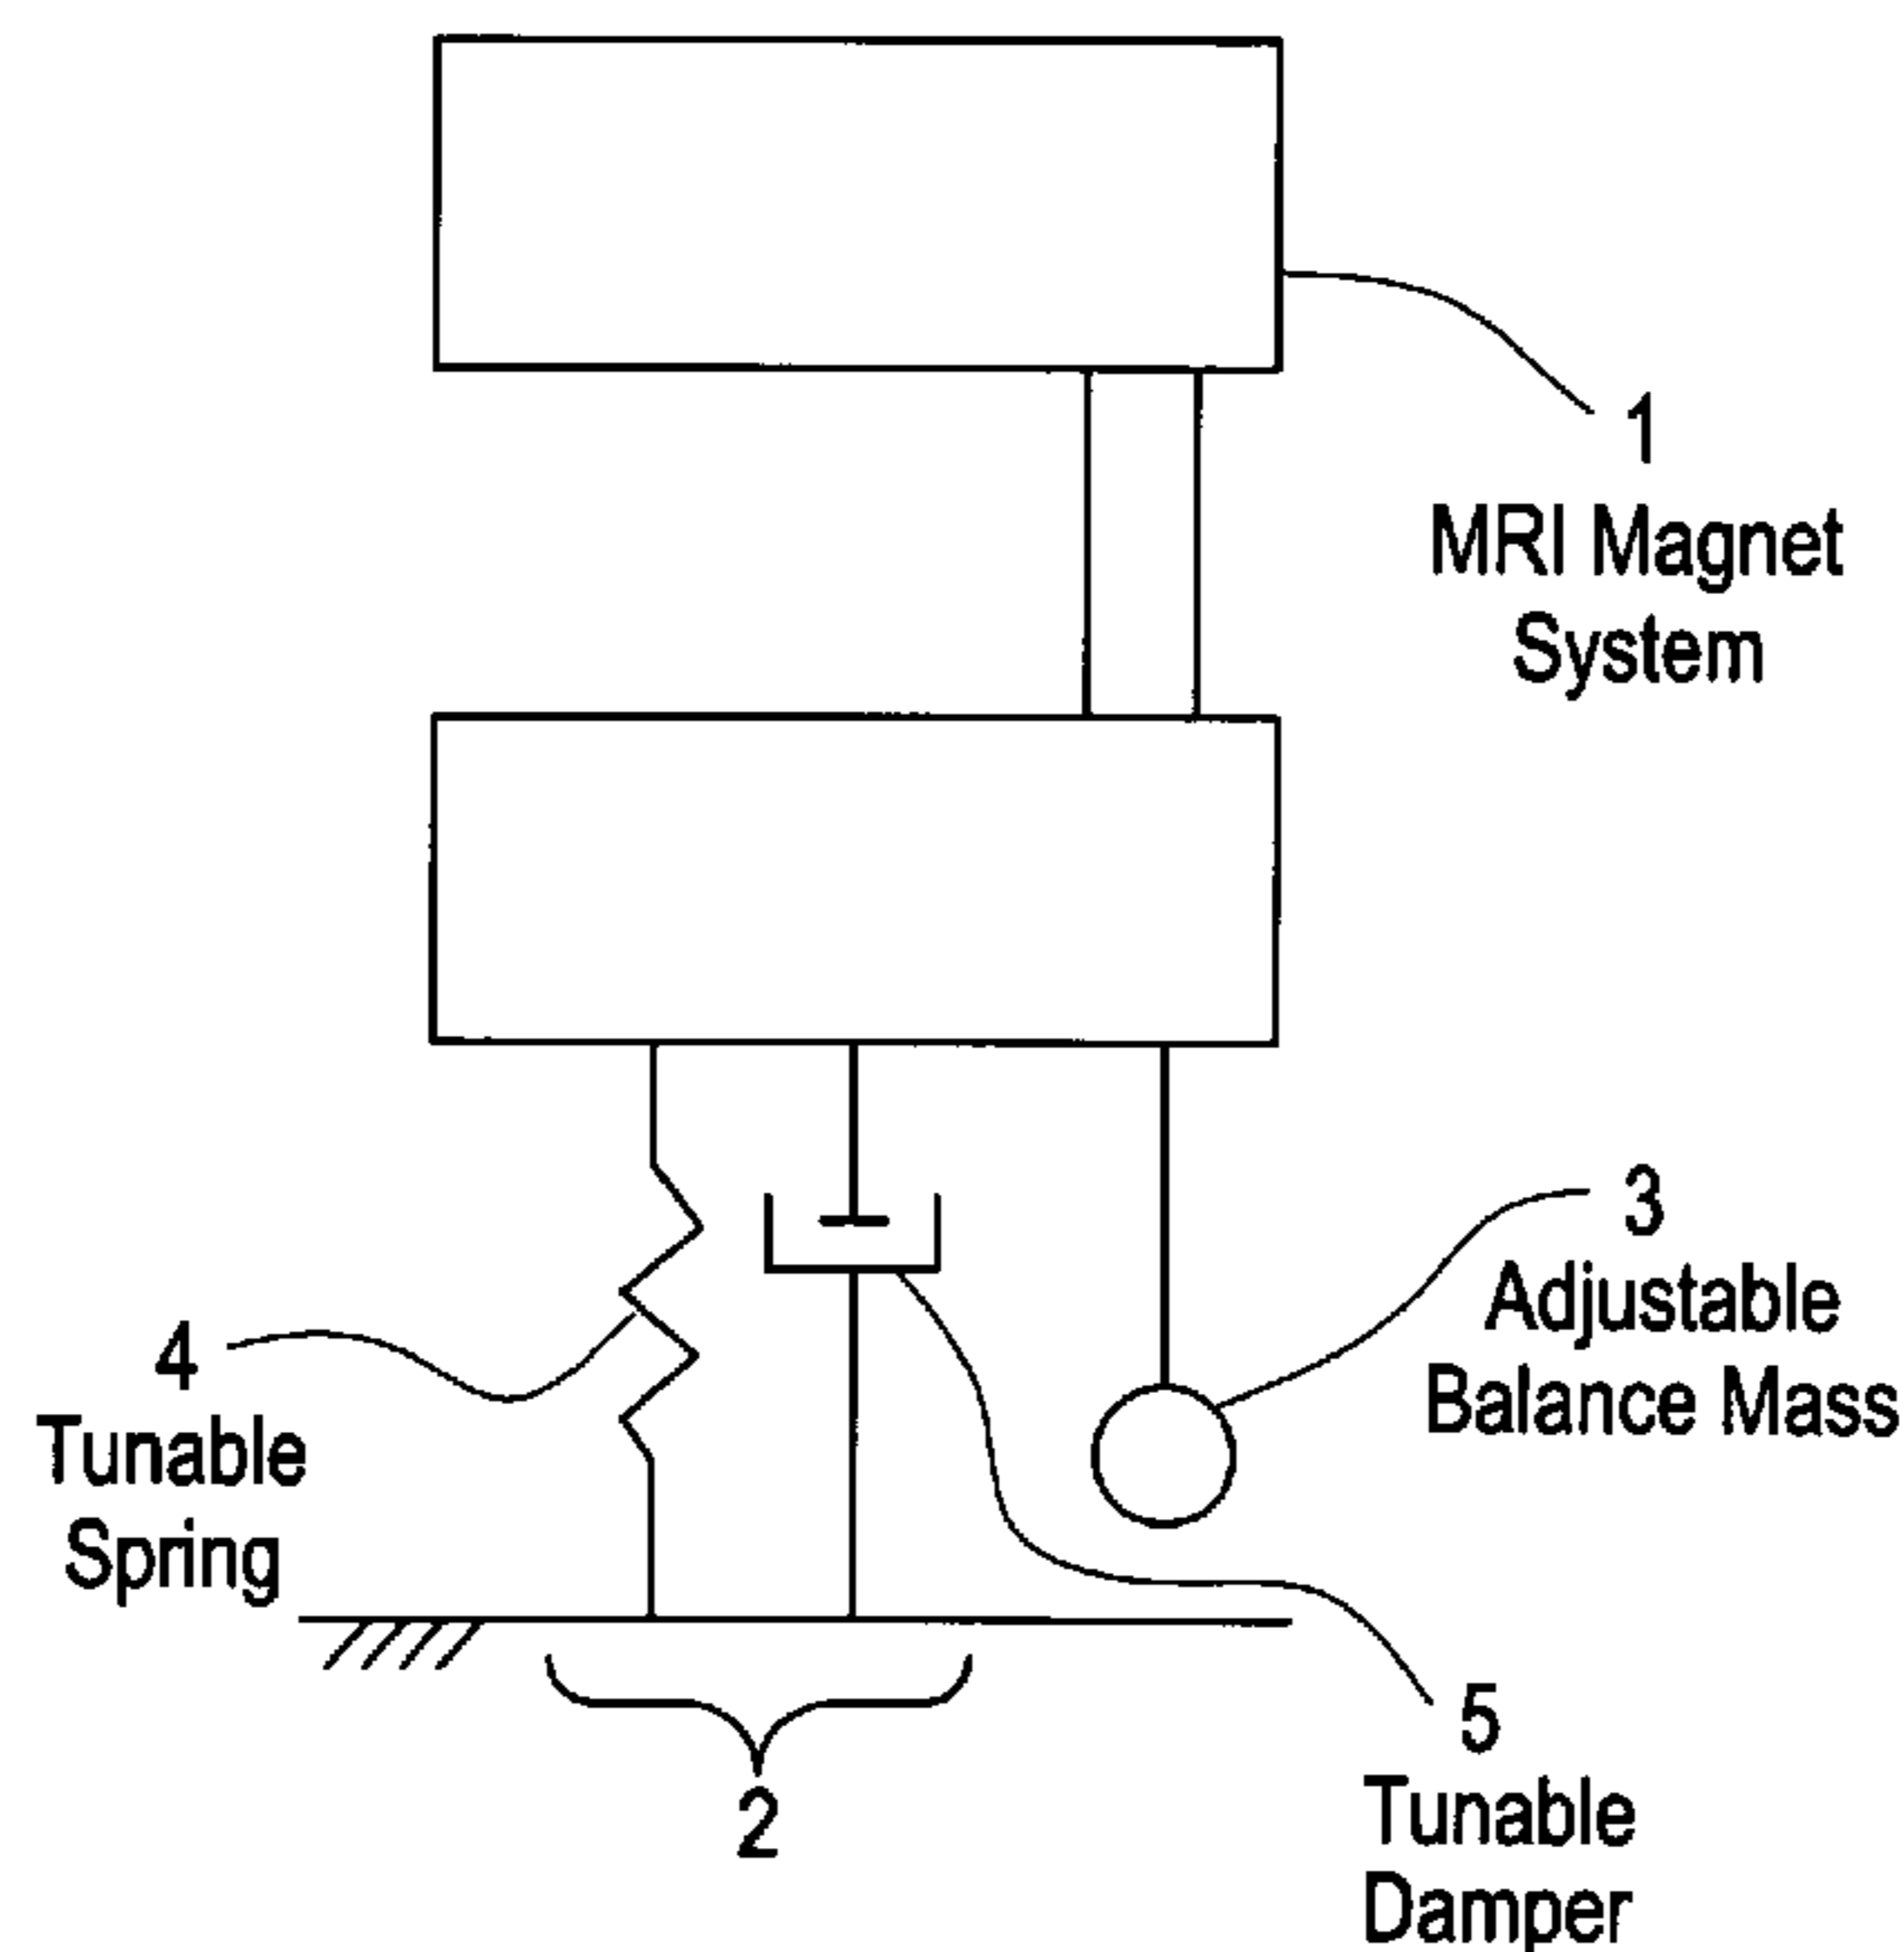 1
MRI Magnet
System
3
Adjustable
Balance Mass
4
Tunable
Spring
2
5
Tunable
Damper